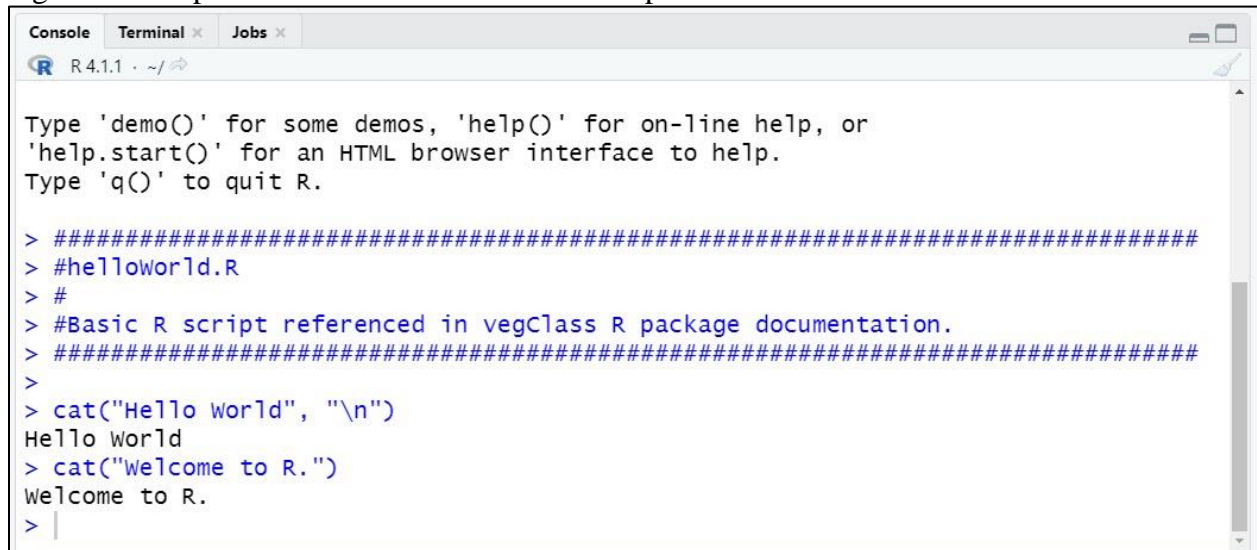 Console Terminal × Jobs ×
R R 4.1.1 · ~/
Type 'demo()' for some demos, 'help()' for on-line help, or
'help.start()' for an HTML browser interface to help.
Type 'q()' to quit R.
> ################################################################################
> #helloWorld.R
> #
> #Basic R script referenced in vegClass R package documentation.
> ################################################################################
>
> cat("Hello World", "\n")
Hello World
> cat("Welcome to R.")
Welcome to R.
>